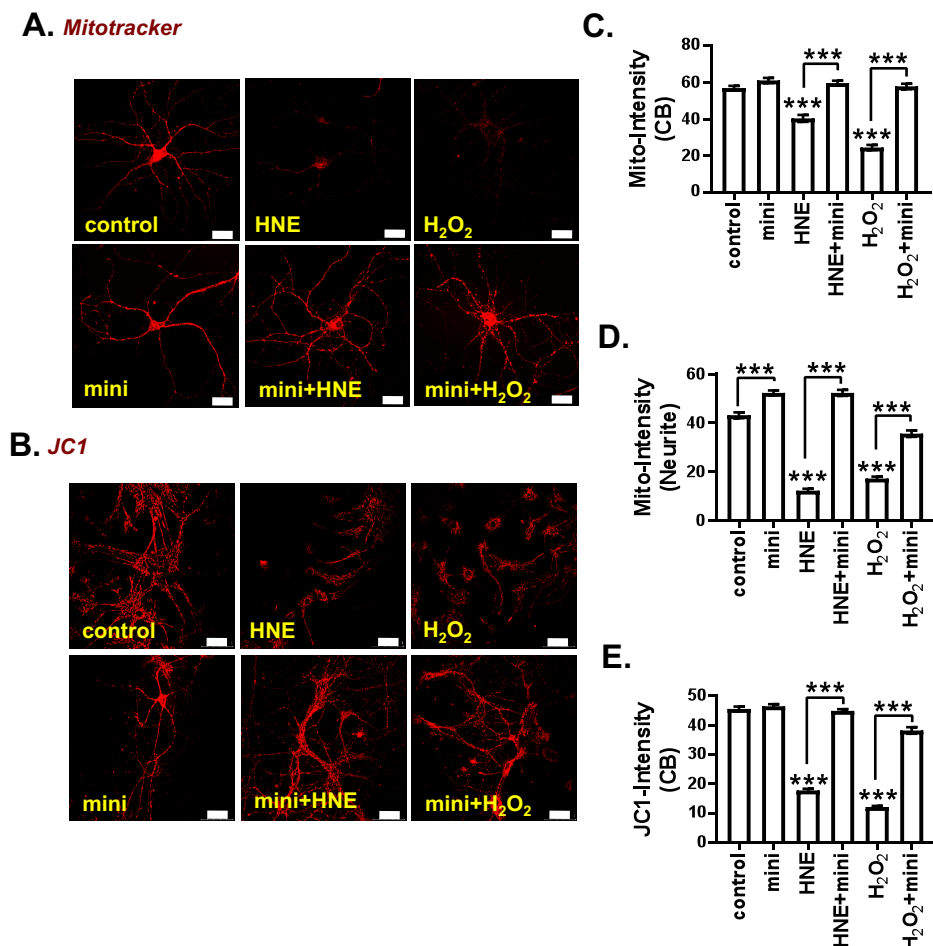 A. Mitotracker
control
HNE
H₂O₂
mini
mini+HNE
mini+H₂O₂
B. JC1
control
HNE
H₂O₂
mini
mini+HNE
mini+H₂O₂
C.
Mito-Intensity
(CB)
80
60
40
20
0
***
***
***
***
control
mini
HNE
HNE+mini
H₂O₂
H₂O₂+mini
D.
Mito-Intensity
(Neurite)
60
40
20
0
***
***
***
***
***
control
mini
HNE
HNE+mini
H₂O₂
H₂O₂+mini
E.
JC1-Intensity
(CB)
50
40
30
20
10
0
***
***
***
***
control
mini
HNE
HNE+mini
H₂O₂
H₂O₂+mini